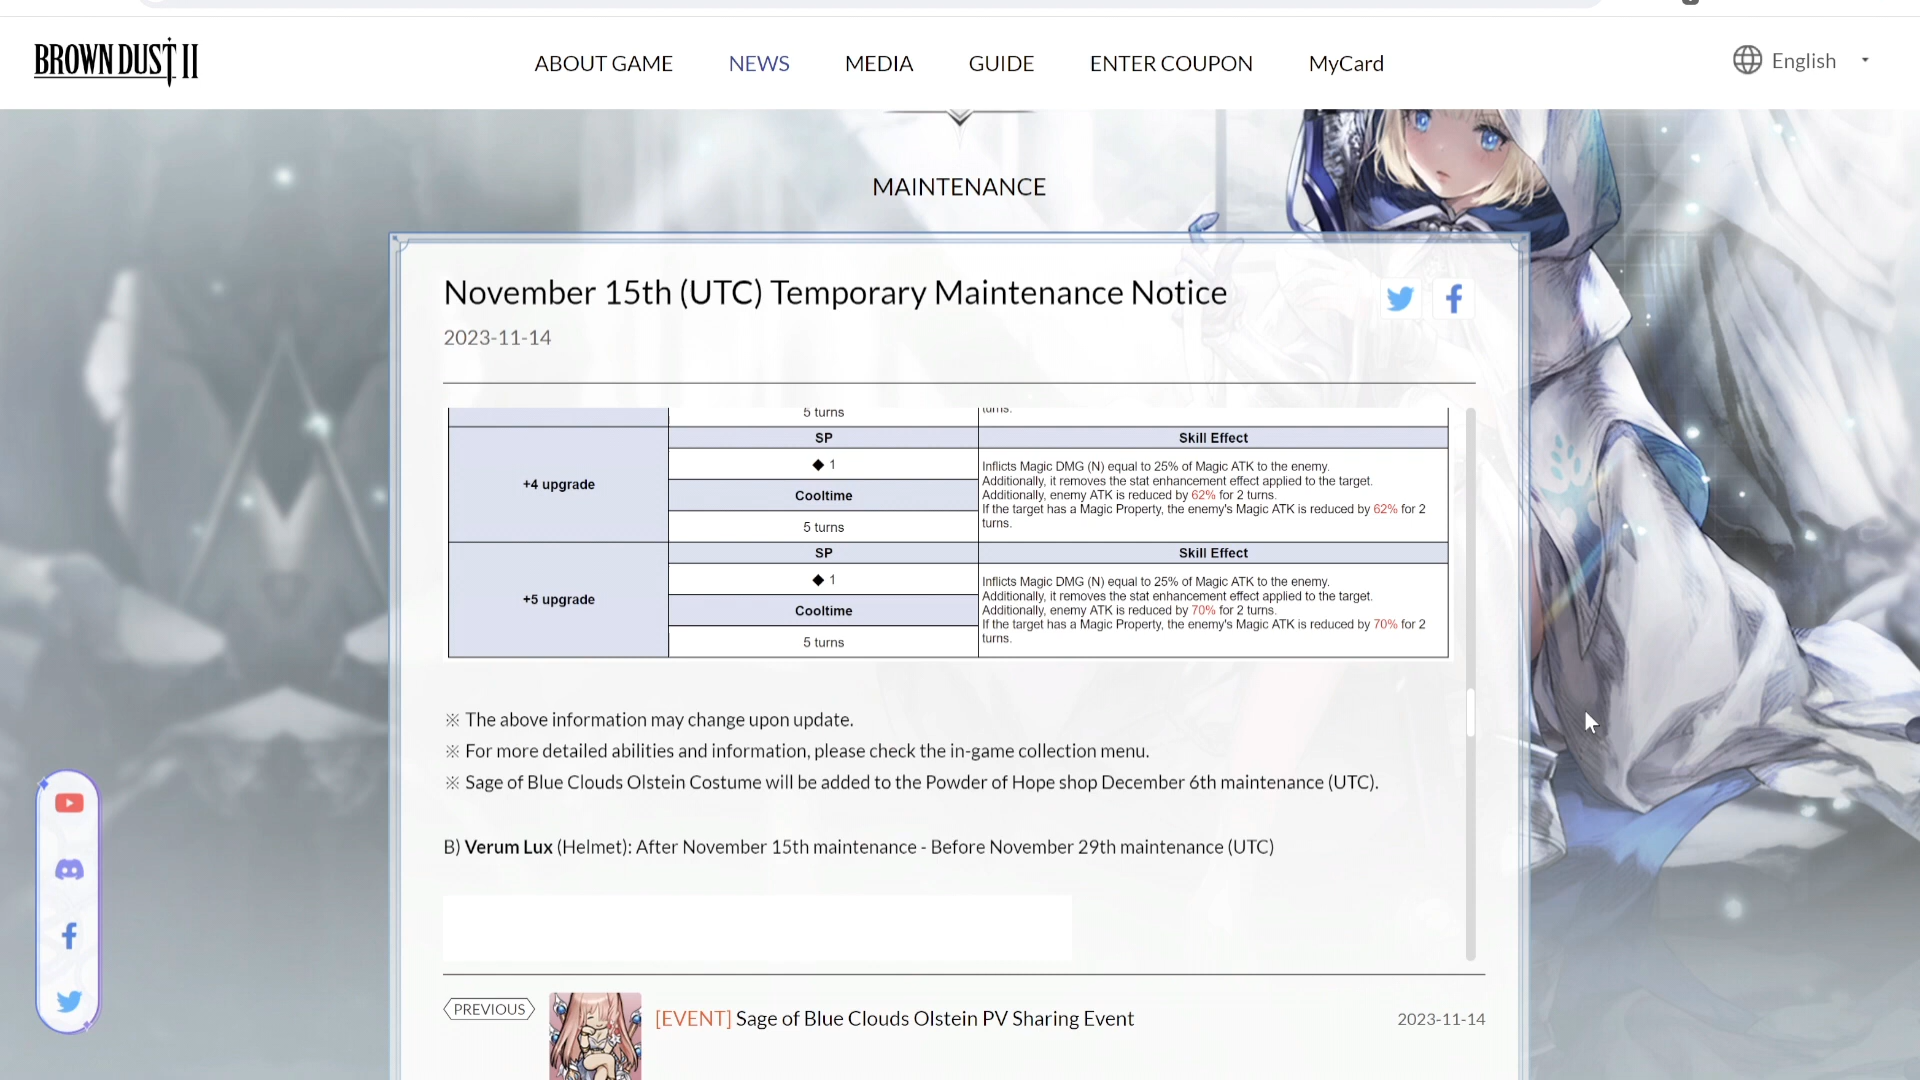 BROWN DUST II
ABOUT GAME
NEWS
MEDIA
GUIDE
ENTER COUPON
MyCard
English
MAINTENANCE
November 15th (UTC) Temporary Maintenance Notice
2023-11-14
5 turns
turns.
SP
Skill Effect
+4 upgrade
◆ 1
Cooltime
5 turns
Inflicts Magic DMG (N) equal to 25% of Magic ATK to the enemy.
Additionally, it removes the stat enhancement effect applied to the target.
Additionally, enemy ATK is reduced by 62% for 2 turns.
If the target has a Magic Property, the enemy's Magic ATK is reduced by 62% for 2
turns.
SP
Skill Effect
+5 upgrade
◆ 1
Cooltime
5 turns
Inflicts Magic DMG (N) equal to 25% of Magic ATK to the enemy.
Additionally, it removes the stat enhancement effect applied to the target.
Additionally, enemy ATK is reduced by 70% for 2 turns.
If the target has a Magic Property, the enemy's Magic ATK is reduced by 70% for 2
turns.
※ The above information may change upon update.
※ For more detailed abilities and information, please check the in-game collection menu.
※ Sage of Blue Clouds Olstein Costume will be added to the Powder of Hope shop December 6th maintenance (UTC).
B) Verum Lux (Helmet): After November 15th maintenance - Before November 29th maintenance (UTC)
PREVIOUS
[EVENT] Sage of Blue Clouds Olstein PV Sharing Event
2023-11-14